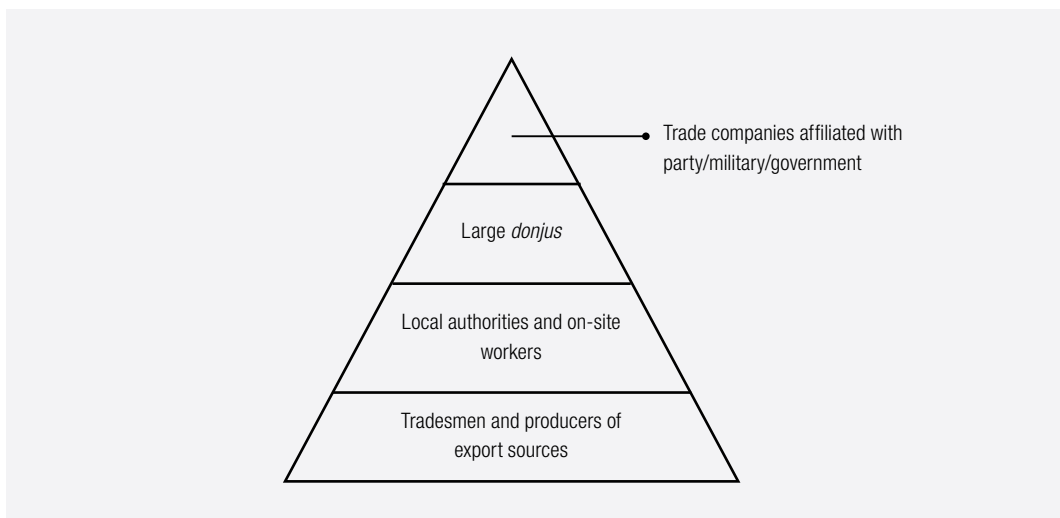 Trade companies affiliated with
party/military/government
Large donjus
Local authorities and on-site
workers
Tradesmen and producers of
export sources